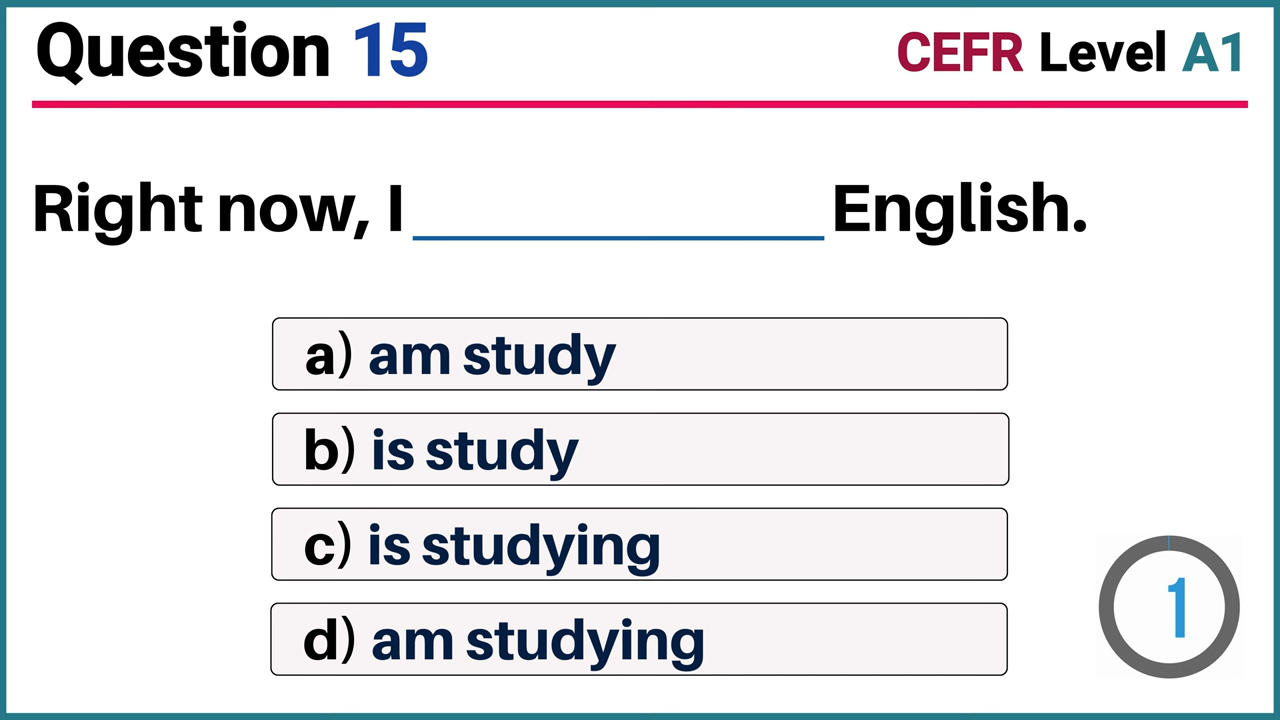 Question 15
CEFR Level A1
Right now, I ____________ English.
a) am study
b) is study
c) is studying
d) am studying
1